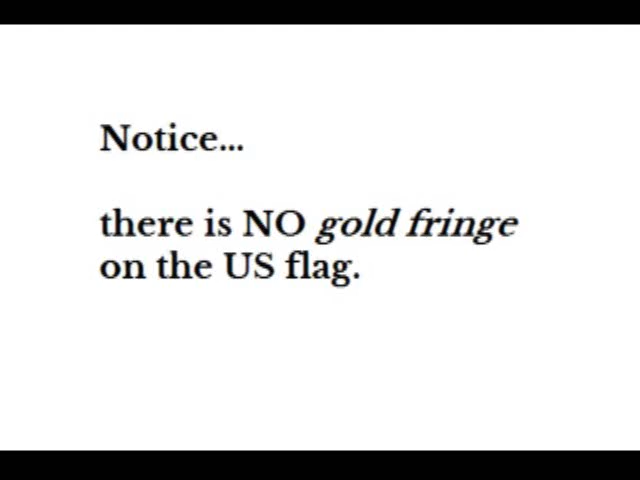 Notice...
there is NO gold fringe
on the US flag.